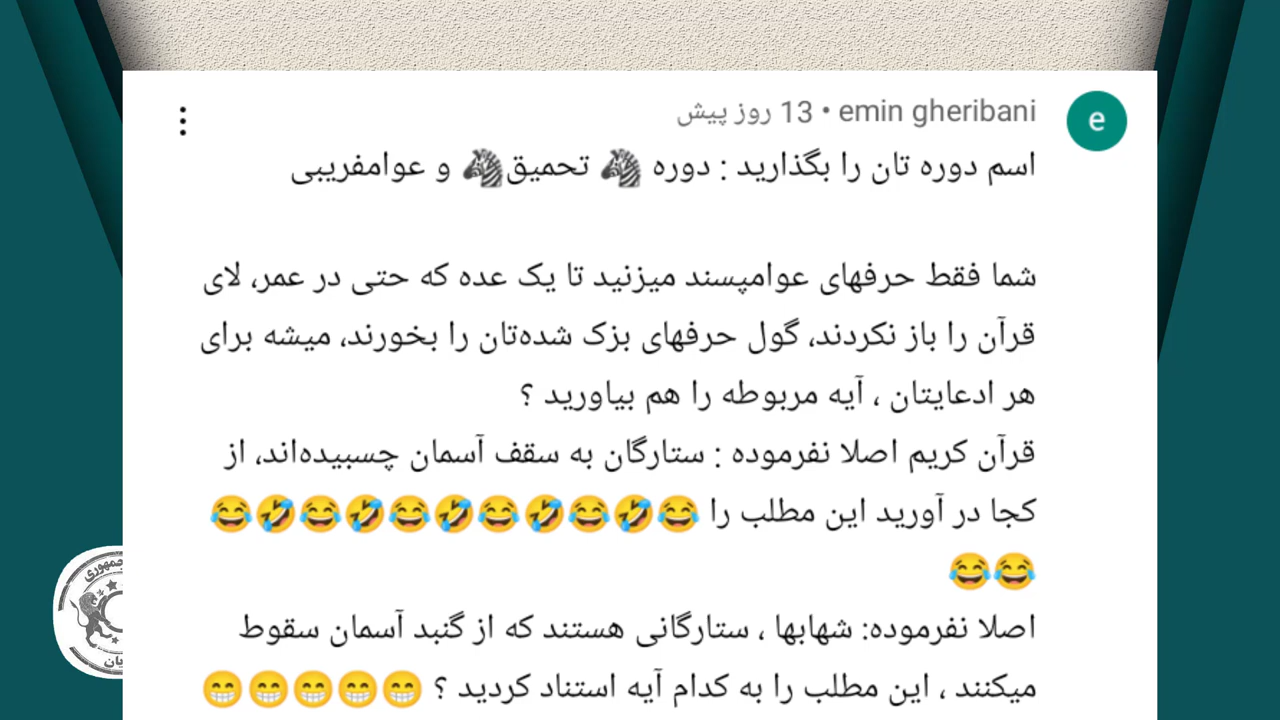 emin gheribani • 13 روز پیش
e
اسم دوره تان را بگذارید : دوره 🦓 تحمیق🦓 و عوامفریبی
شما فقط حرفهای عوامپسند میزنید تا یک عده که حتی در عمر، لای
قرآن را باز نکردند، گول حرفهای بزک شده‌تان را بخورند، میشه برای
هر ادعایتان ، آیه مربوطه را هم بیاورید ؟
قرآن کریم اصلا نفرموده : ستارگان به سقف آسمان چسبیده‌اند، از
کجا در آورید این مطلب را 😂🤣😂🤣😂🤣😂🤣😂🤣😂
😂😂
اصلا نفرموده: شهابها ، ستارگانی هستند که از گنبد آسمان سقوط
میکنند ، این مطلب را به کدام آیه استناد کردید ؟ 😁😁😁😁😁